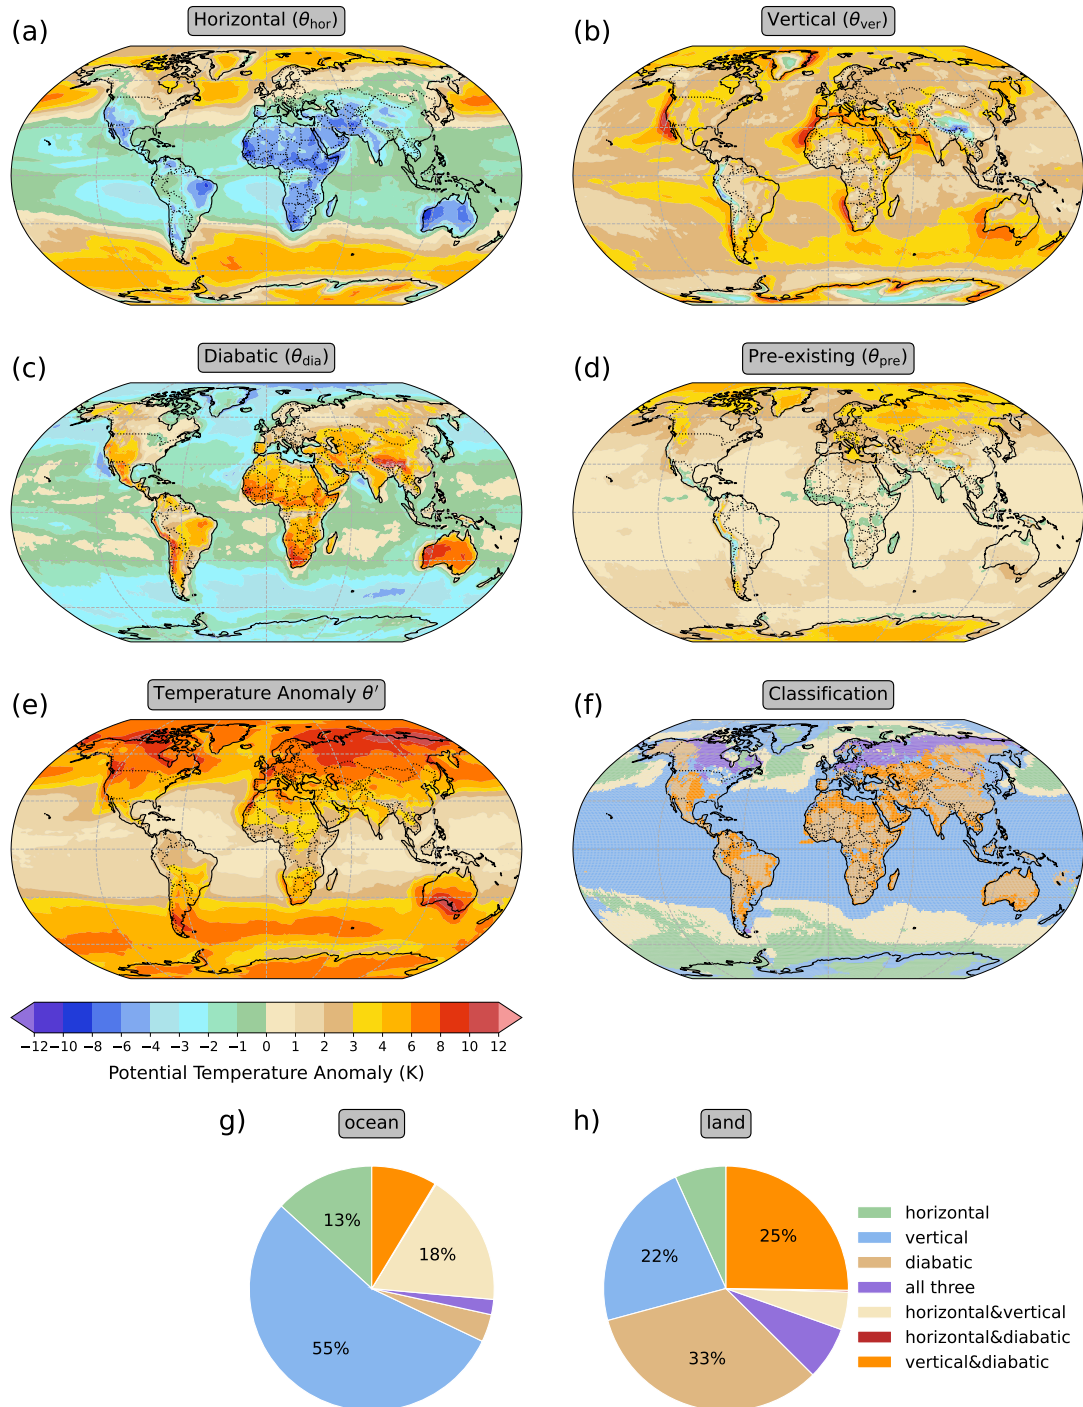 (a)
Horizontal (θhor)
(b)
Vertical (θver)
(c)
Diabatic (θdia)
(d)
Pre-existing (θpre)
(e)
Temperature Anomaly θ′
(f)
Classification
−12 −10 −8 −6 −4 −3 −2 −1 0 1 2 3 4 6 8 10 12
Potential Temperature Anomaly (K)
g)
ocean
h)
land
13%
18%
55%
25%
22%
33%
horizontal
vertical
diabatic
all three
horizontal&vertical
horizontal&diabatic
vertical&diabatic